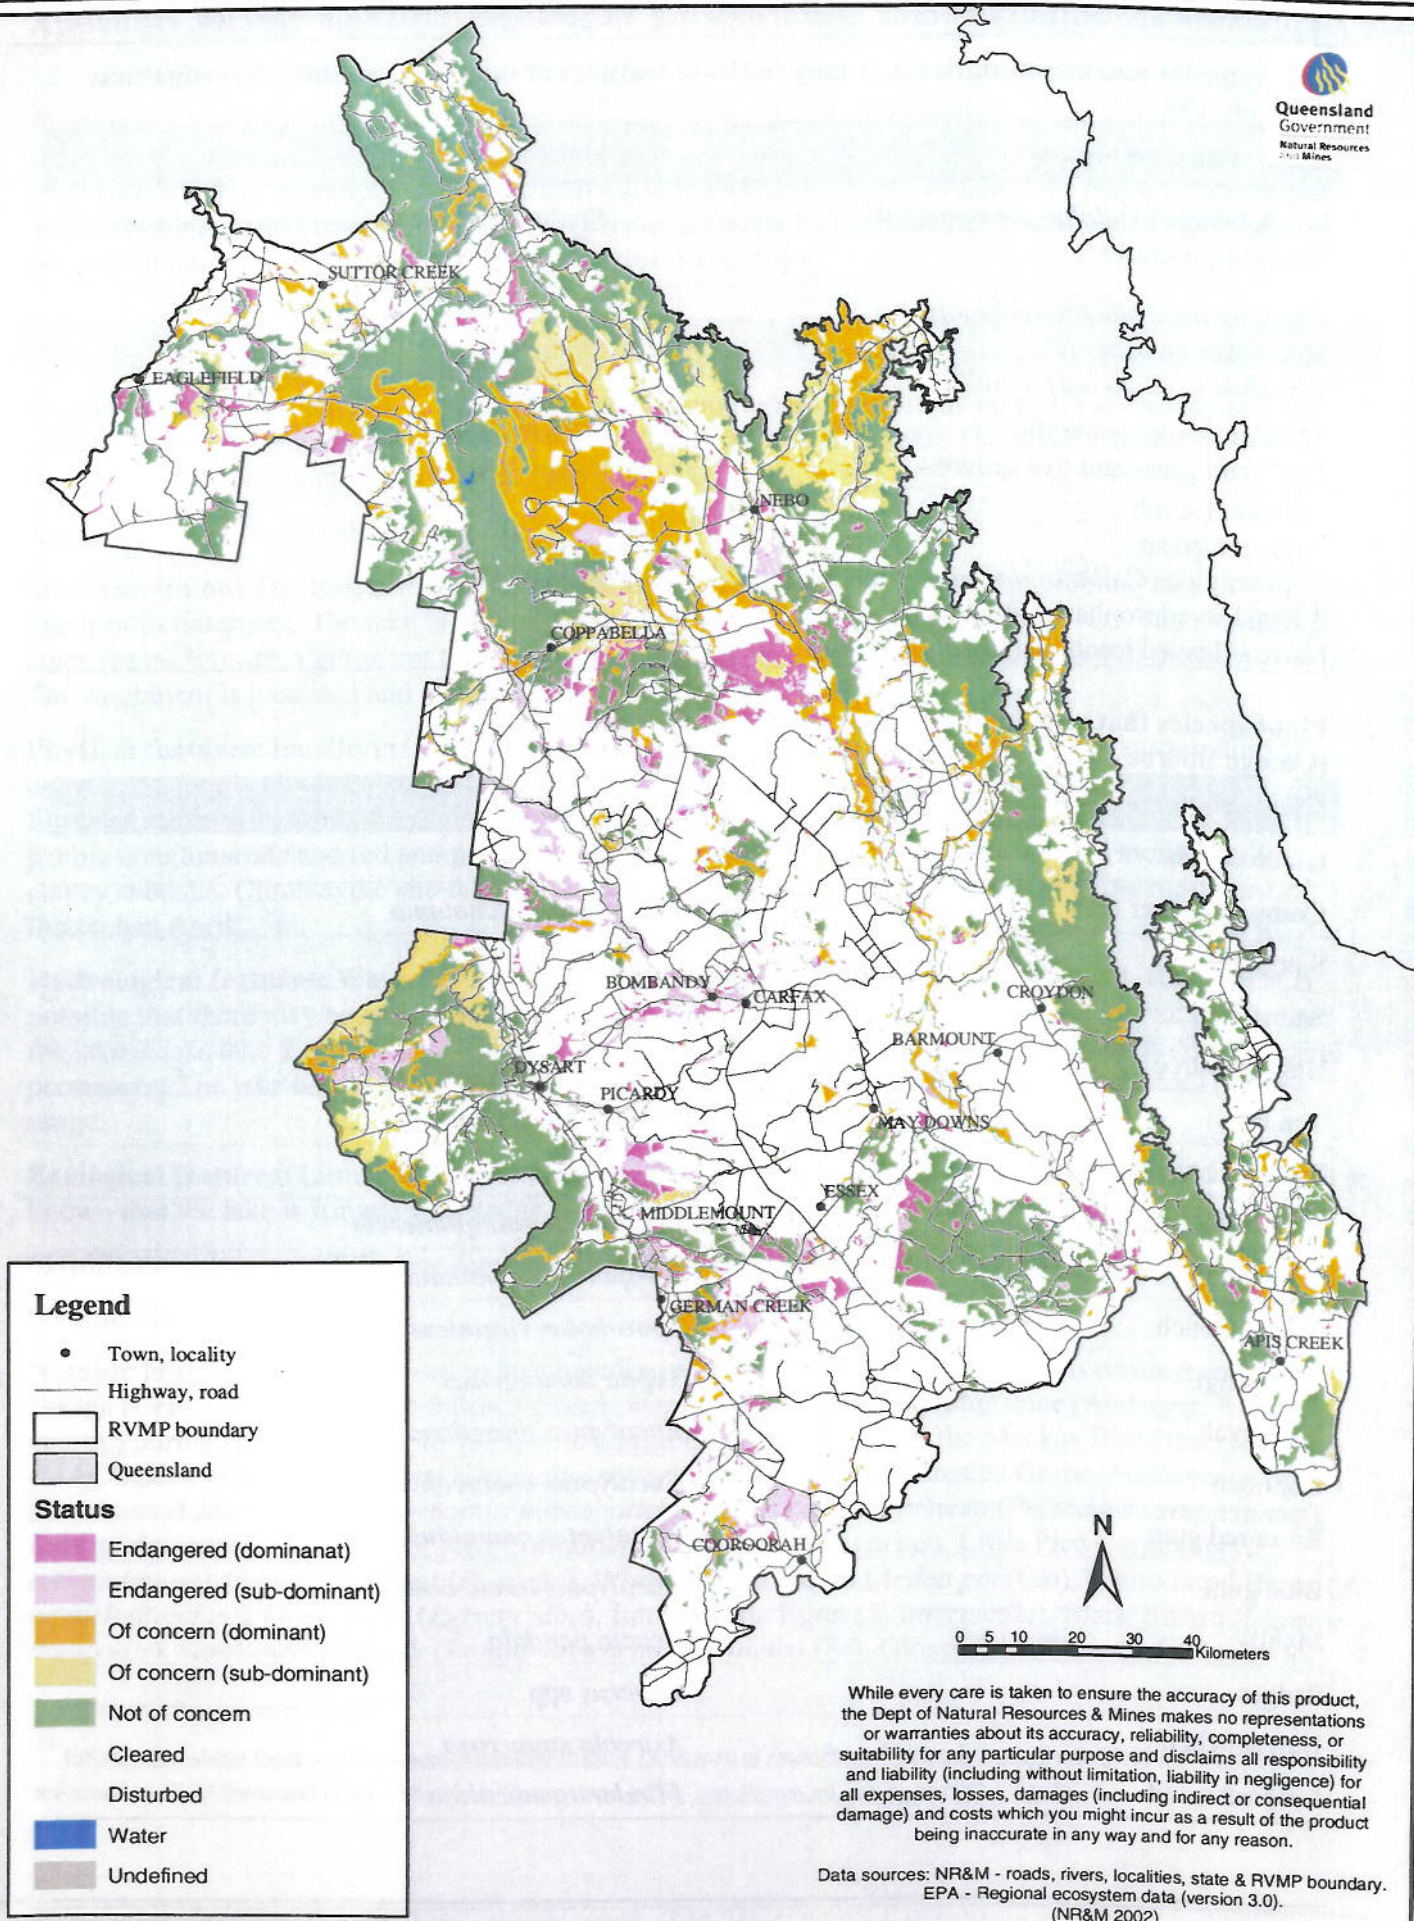 Queensland
Government
Natural Resources
and Mines
SUTTOR CREEK
EAGLEFIELD
NEBO
COPPABELLA
BOMBANDY
CARFAX
CROYDON
BARMOUNT
DYSART
PICARDY
MAY DOWNS
ESSEX
MIDDLEMOUNT
GERMAN CREEK
APIS CREEK
COOROORAH
Legend
Town, locality
Highway, road
RVMP boundary
Queensland
Status
Endangered (dominanat)
Endangered (sub-dominant)
Of concern (dominant)
Of concern (sub-dominant)
Not of concern
Cleared
Disturbed
Water
Undefined
N
0 5 10 20 30 40
Kilometers
While every care is taken to ensure the accuracy of this product,
the Dept of Natural Resources & Mines makes no representations
or warranties about its accuracy, reliability, completeness, or
suitability for any particular purpose and disclaims all responsibility
and liability (including without limitation, liability in negligence) for
all expenses, losses, damages (including indirect or consequential
damage) and costs which you might incur as a result of the product
being inaccurate in any way and for any reason.
Data sources: NR&M - roads, rivers, localities, state & RVMP boundary.
EPA - Regional ecosystem data (version 3.0).
(NR&M 2002)